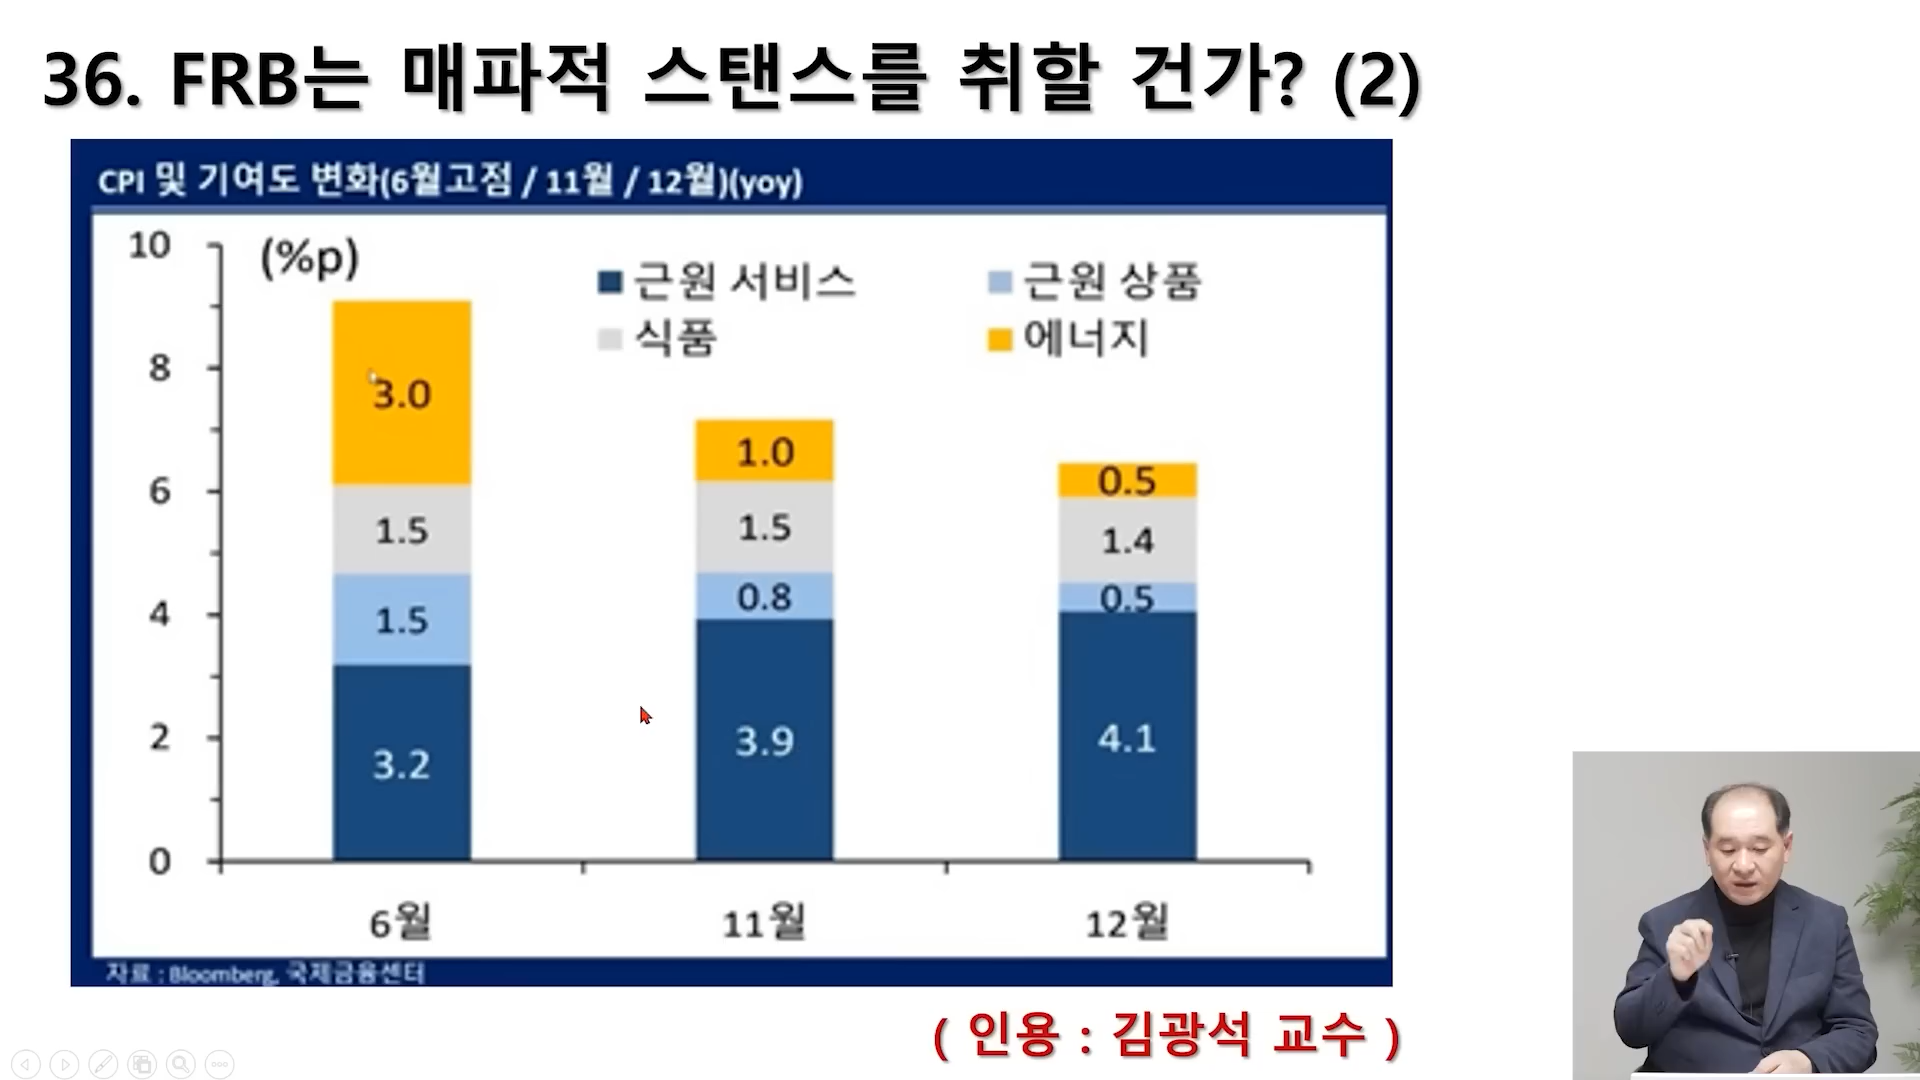 36. FRB는 매파적 스탠스를 취할 건가? (2)
CPI 및 기여도 변화(6월고점 / 11월 / 12월)(yoy)
(%p)
근원 서비스 근원 상품
식품 에너지
10
8
6
4
2
0
3.0
1.5
1.5
3.2
1.0
1.5
0.8
3.9
0.5
1.4
0.5
4.1
6월 11월 12월
자료 : Bloomberg, 국제금융센터
( 인용 : 김광석 교수 )